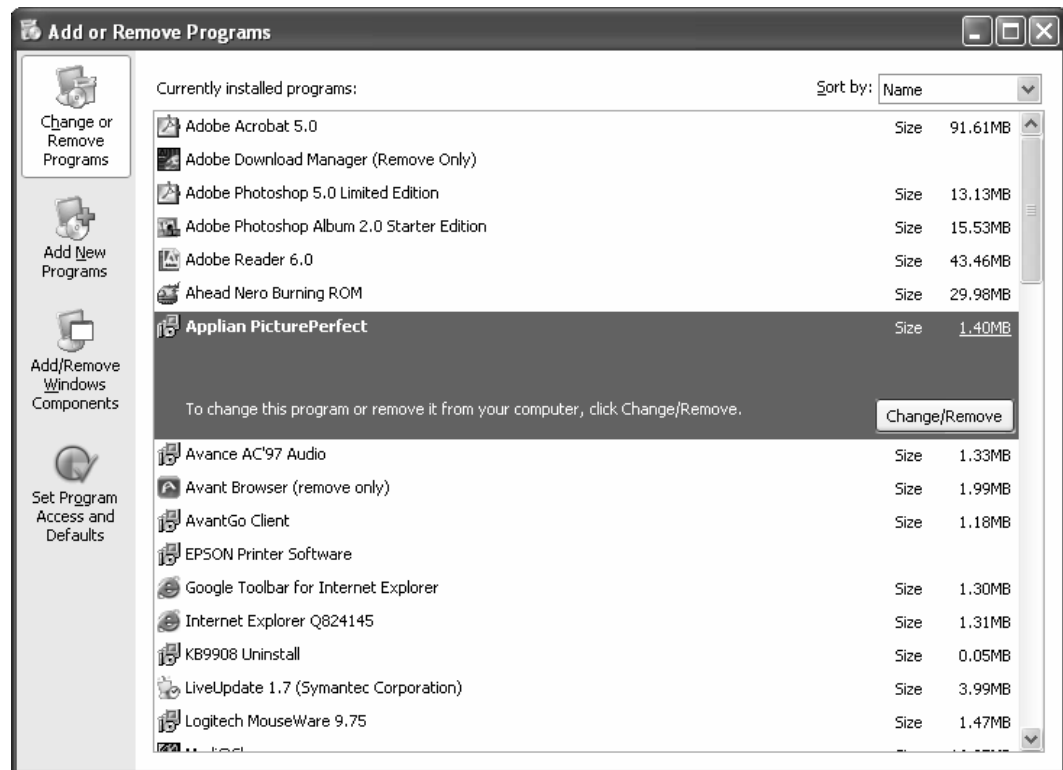 Add or Remove Programs
Change or
Remove
Programs
Add New
Programs
Add/Remove
Windows
Components
Set Program
Access and
Defaults
Currently installed programs:
Sort by: Name
Adobe Acrobat 5.0 Size 91.61MB
Adobe Download Manager (Remove Only)
Adobe Photoshop 5.0 Limited Edition Size 13.13MB
Adobe Photoshop Album 2.0 Starter Edition Size 15.53MB
Adobe Reader 6.0 Size 43.46MB
Ahead Nero Burning ROM Size 29.98MB
Applian PicturePerfect Size 1.40MB
To change this program or remove it from your computer, click Change/Remove. Change/Remove
Avance AC'97 Audio Size 1.33MB
Avant Browser (remove only) Size 1.99MB
AvantGo Client Size 1.18MB
EPSON Printer Software
Google Toolbar for Internet Explorer Size 1.30MB
Internet Explorer Q824145 Size 1.31MB
KB9908 Uninstall Size 0.05MB
LiveUpdate 1.7 (Symantec Corporation) Size 3.99MB
Logitech MouseWare 9.75 Size 1.47MB